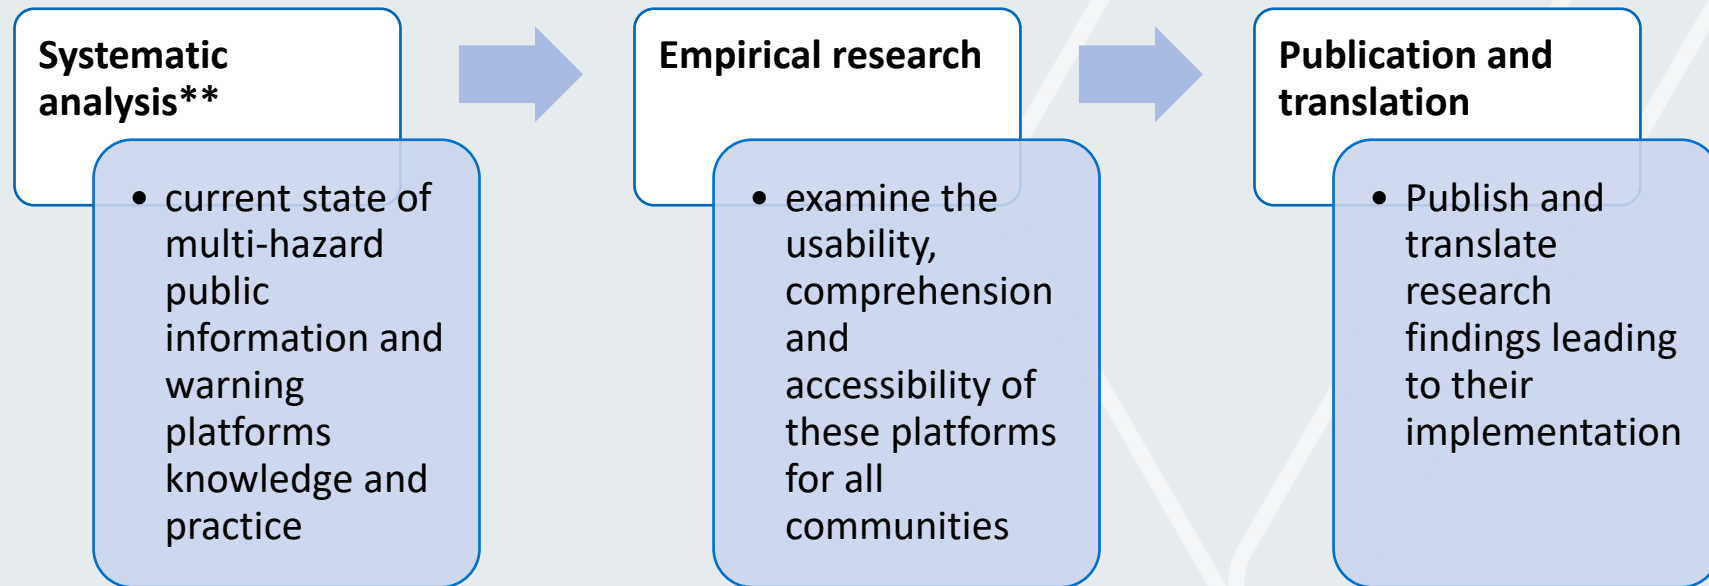 Systematic
analysis**
• current state of
multi-hazard
public
information and
warning
platforms
knowledge and
practice
Empirical research
• examine the
usability,
comprehension
and
accessibility of
these platforms
for all
communities
Publication and
translation
• Publish and
translate
research
findings leading
to their
implementation